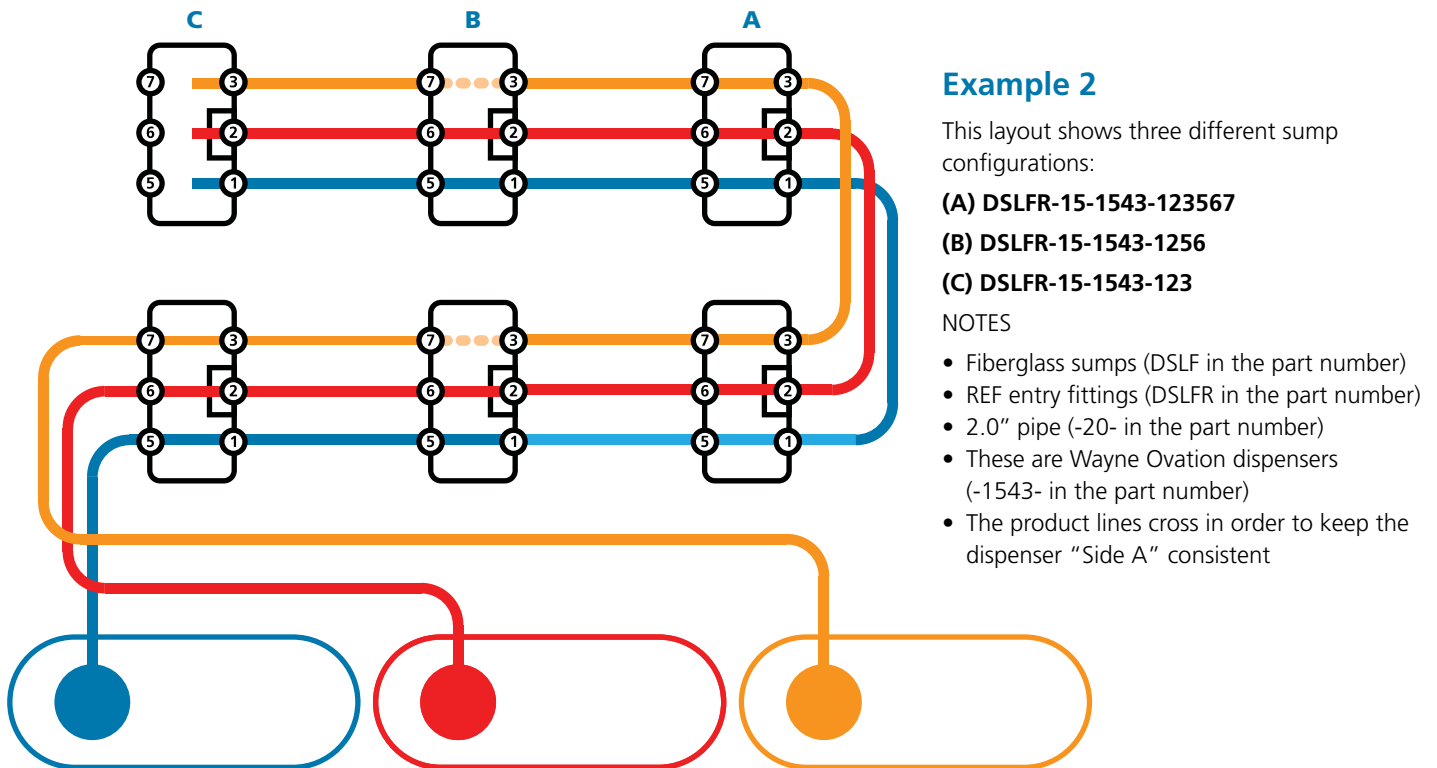 C B A
7 3 7 3 7 3
6 2 6 2 6 2
5 1 5 1 5 1
7 3 7 3 7 3
6 2 6 2 6 2
5 1 5 1 5 1
Example 2
This layout shows three different sump
configurations:
(A) DSLFR-15-1543-123567
(B) DSLFR-15-1543-1256
(C) DSLFR-15-1543-123
NOTES
• Fiberglass sumps (DSLF in the part number)
• REF entry fittings (DSLFR in the part number)
• 2.0” pipe (-20- in the part number)
• These are Wayne Ovation dispensers
(-1543- in the part number)
• The product lines cross in order to keep the
dispenser “Side A” consistent